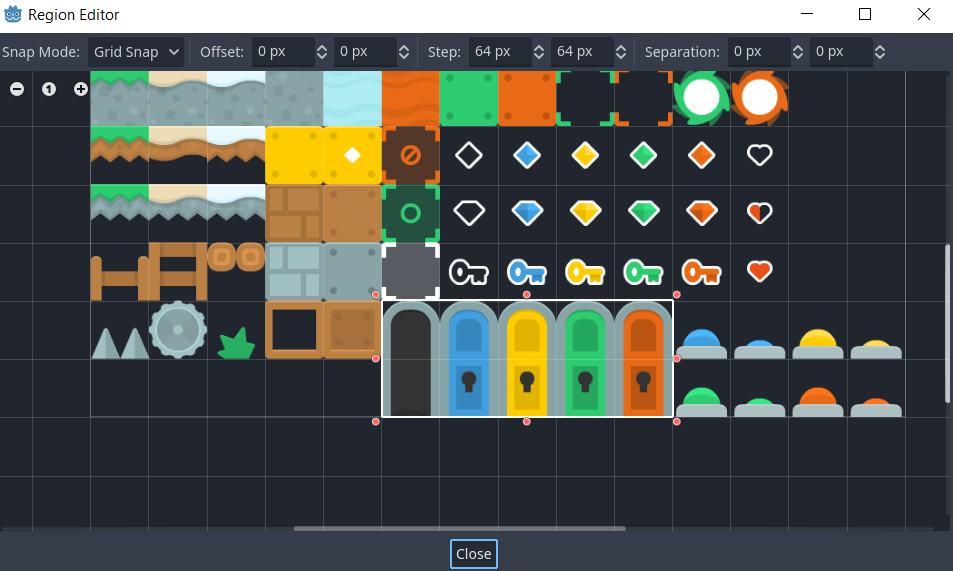 Region Editor
Snap Mode: Grid Snap Offset: 0 px 0 px Step: 64 px 64 px Separation: 0 px 0 px
1
Close